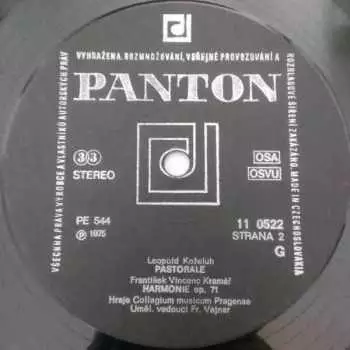 VŠECHNA PRÁVA VÝROBCE A VLASTNÍKŮ AUTORSKÝCH PRÁV VYHRAŽENA. ROZMNOŽOVÁNÍ, VEŘEJNÉ PROVOZOVÁNÍ A ROZHLASOVÉ ŠÍŘENÍ ZAKÁZÁNO. MADE IN CZECHOSLOVAKIA
PANTON
33
STEREO
OSA
OSVU
PE 544
℗ 1975
11 0522
STRANA 2
G
Leopold Koželuh
PASTORALE
František Vincenc Kramář
HARMONIE op. 71
Hraje Collegium musicum Pragense
Uměl. vedoucí Fr. Vajnar